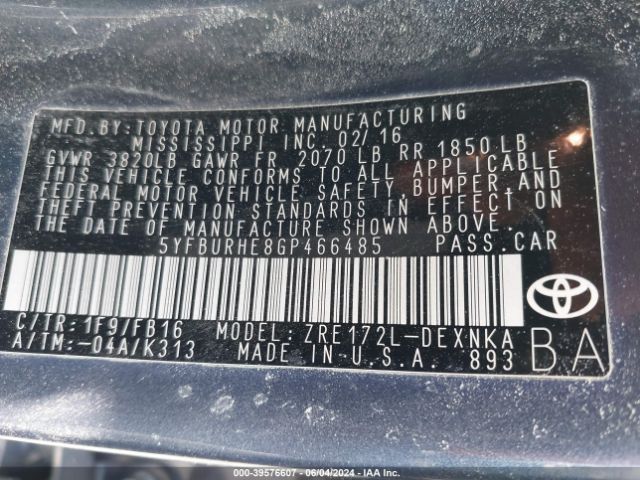 MFD.BY:TOYOTA MOTOR MANUFACTURING
MISSISSIPPI INC. 02/16
GVWR 3820LB GAWR FR 2070 LB RR 1850 LB
THIS VEHICLE CONFORMS TO ALL APPLICABLE
FEDERAL MOTOR VEHICLE SAFETY, BUMPER,AND
THEFT PREVENTION STANDARDS IN EFFECT ON
THE DATE OF MANUFACTURE SHOWN ABOVE.
5YFBURHE8GP466485 PASS.CAR
C/TR:1F9/FB16 MODEL:ZRE172L-DEXNKA
A/TM:-04A/K313 MADE IN U.S.A. 893
BA
000-39576607 - 06/04/2024 - IAA Inc.